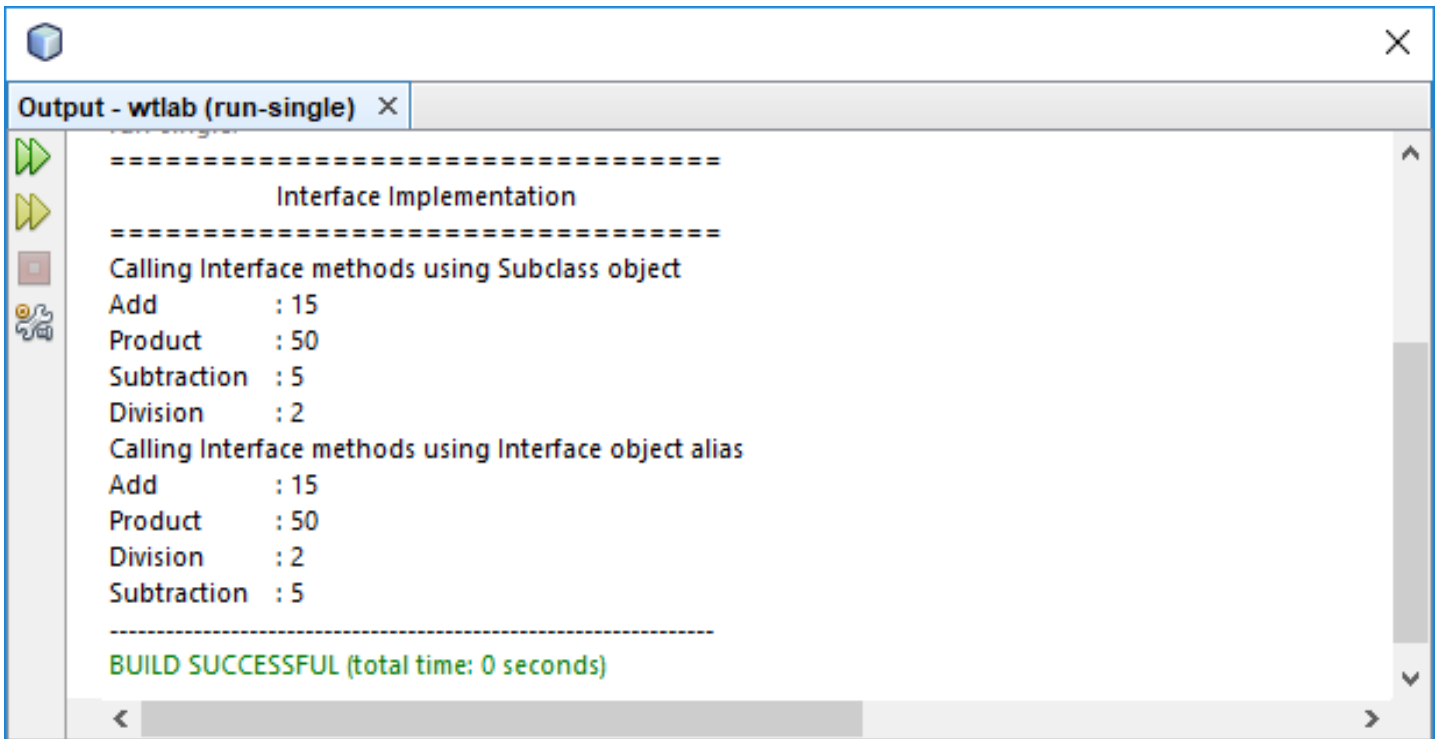 Output - wtlab (run-single)
==================================
Interface Implementation
==================================
Calling Interface methods using Subclass object
Add : 15
Product : 50
Subtraction : 5
Division : 2
Calling Interface methods using Interface object alias
Add : 15
Product : 50
Division : 2
Subtraction : 5
-----------------------------------------------------------------
BUILD SUCCESSFUL (total time: 0 seconds)